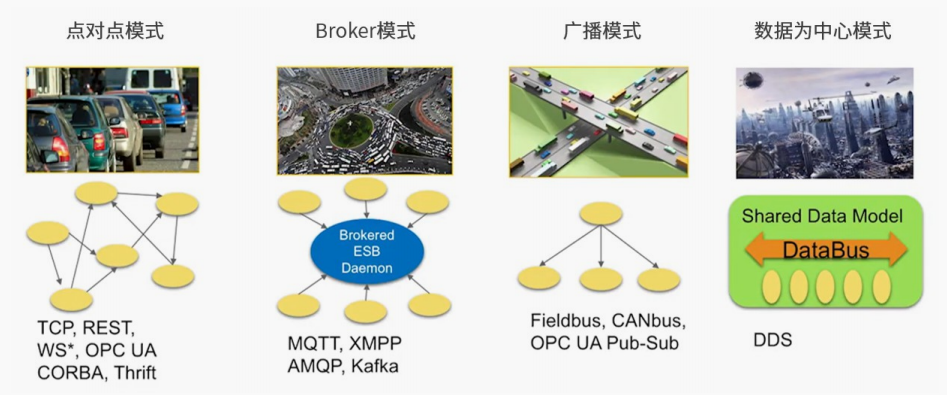 点对点模式
Broker模式
广播模式
数据为中心模式
Brokered
ESB
Daemon
Shared Data Model
DataBus
TCP, REST,
WS*, OPC UA
CORBA, Thrift
MQTT, XMPP
AMQP, Kafka
Fieldbus, CANbus,
OPC UA Pub-Sub
DDS